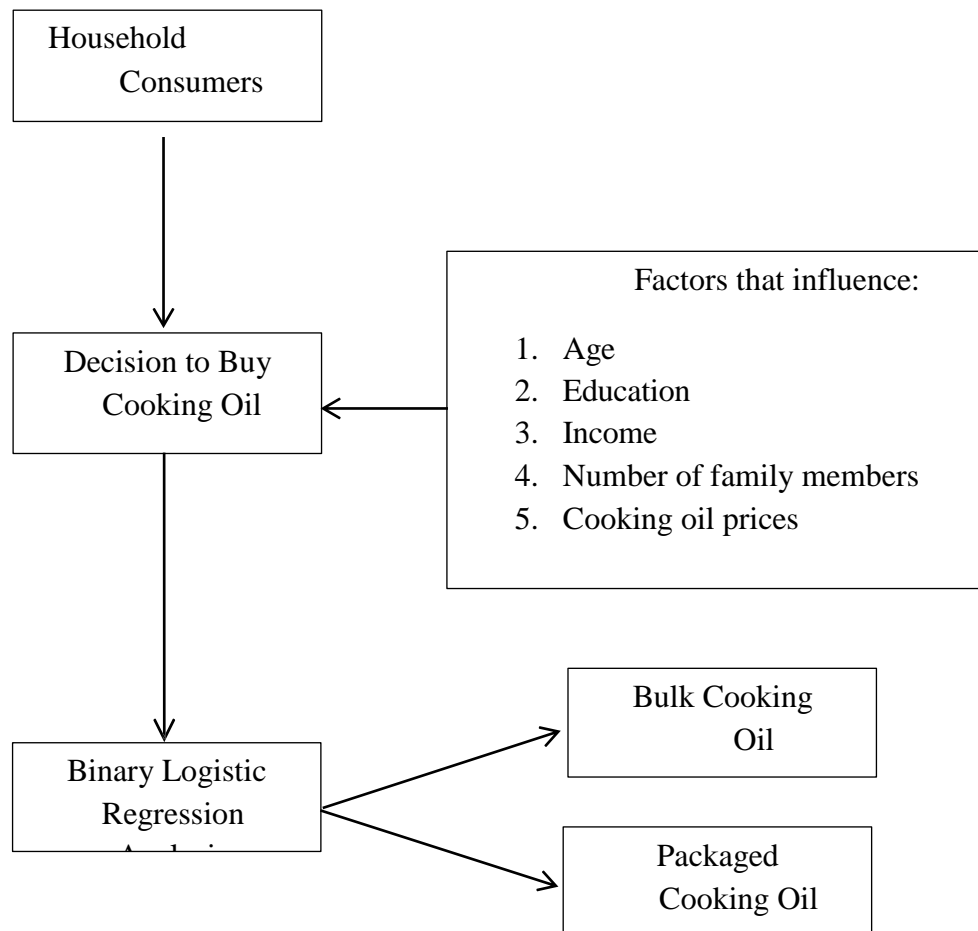 Household
Consumers
Factors that influence:
1. Age
2. Education
3. Income
4. Number of family members
5. Cooking oil prices
Decision to Buy
Cooking Oil
Bulk Cooking
Oil
Binary Logistic
Regression
Packaged
Cooking Oil